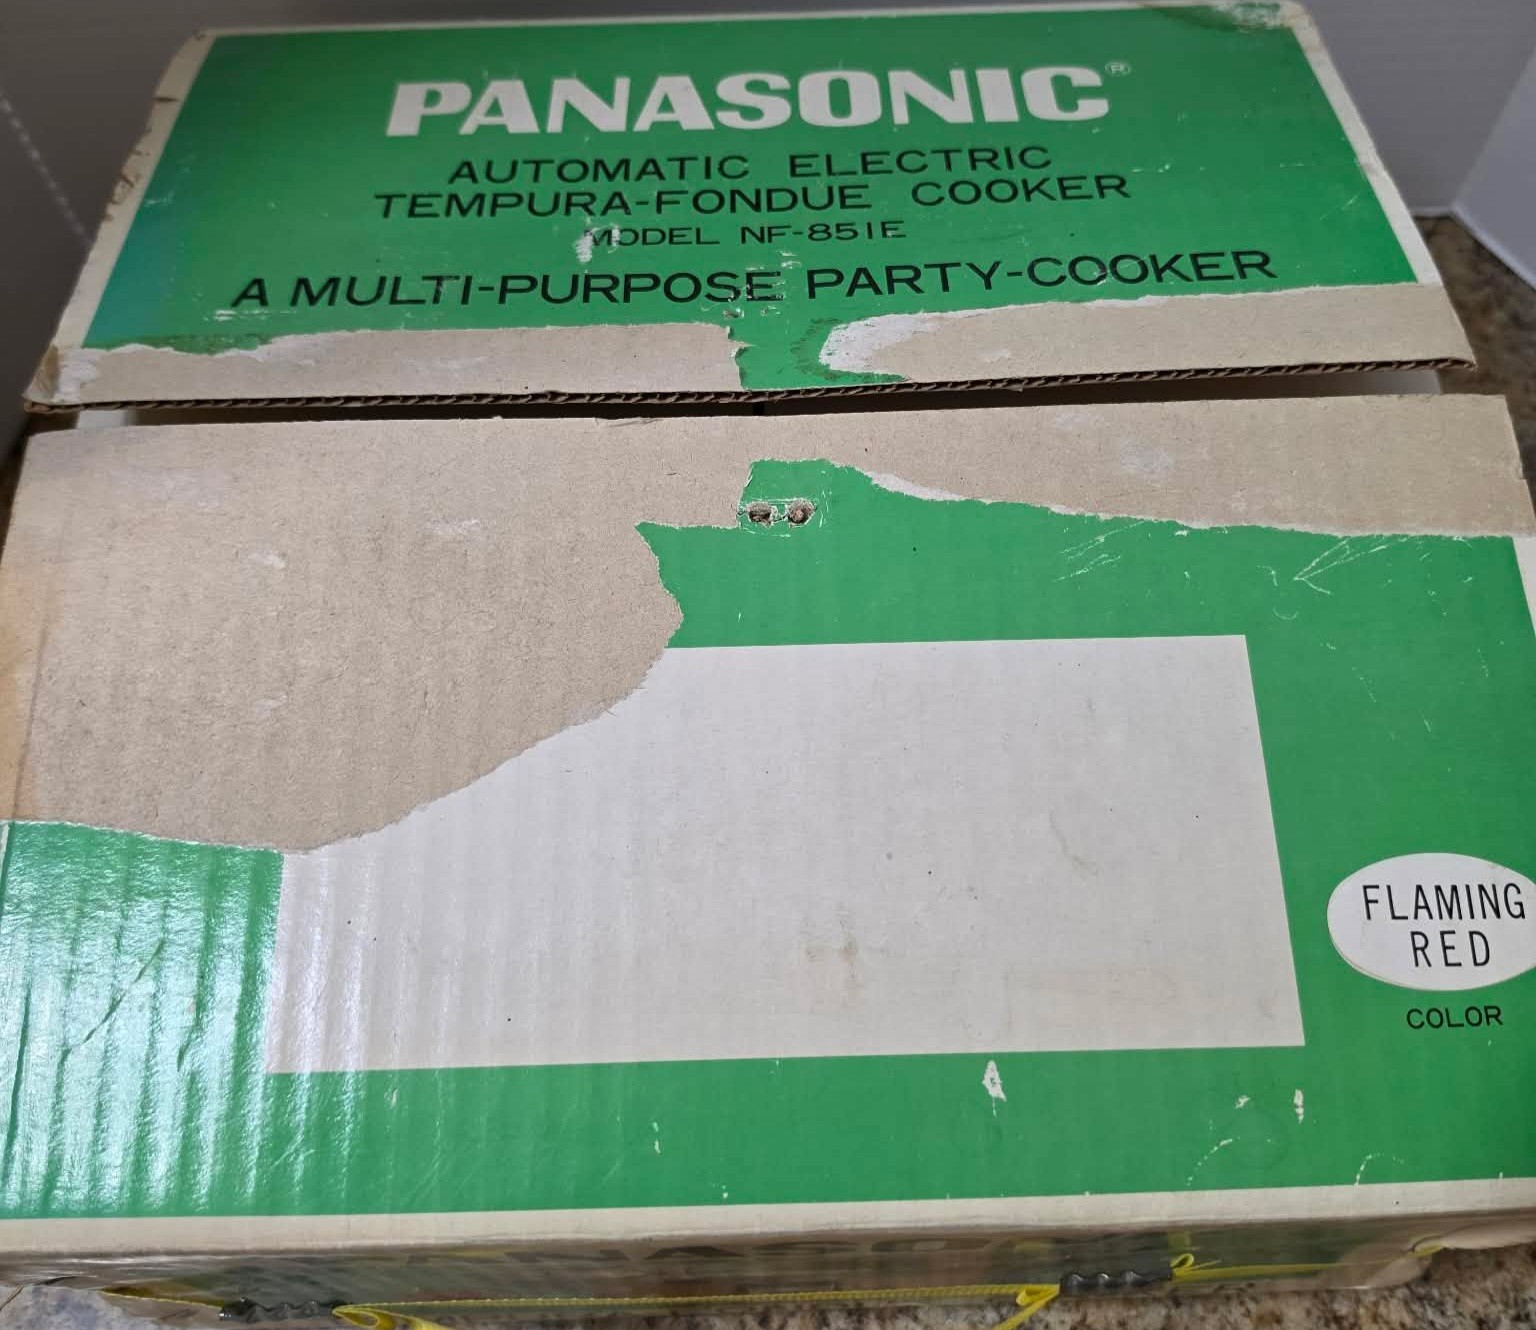 PANASONIC®
AUTOMATIC ELECTRIC
TEMPURA-FONDUE COOKER
MODEL NF-851E
A MULTI-PURPOSE PARTY-COOKER
FLAMING
RED
COLOR